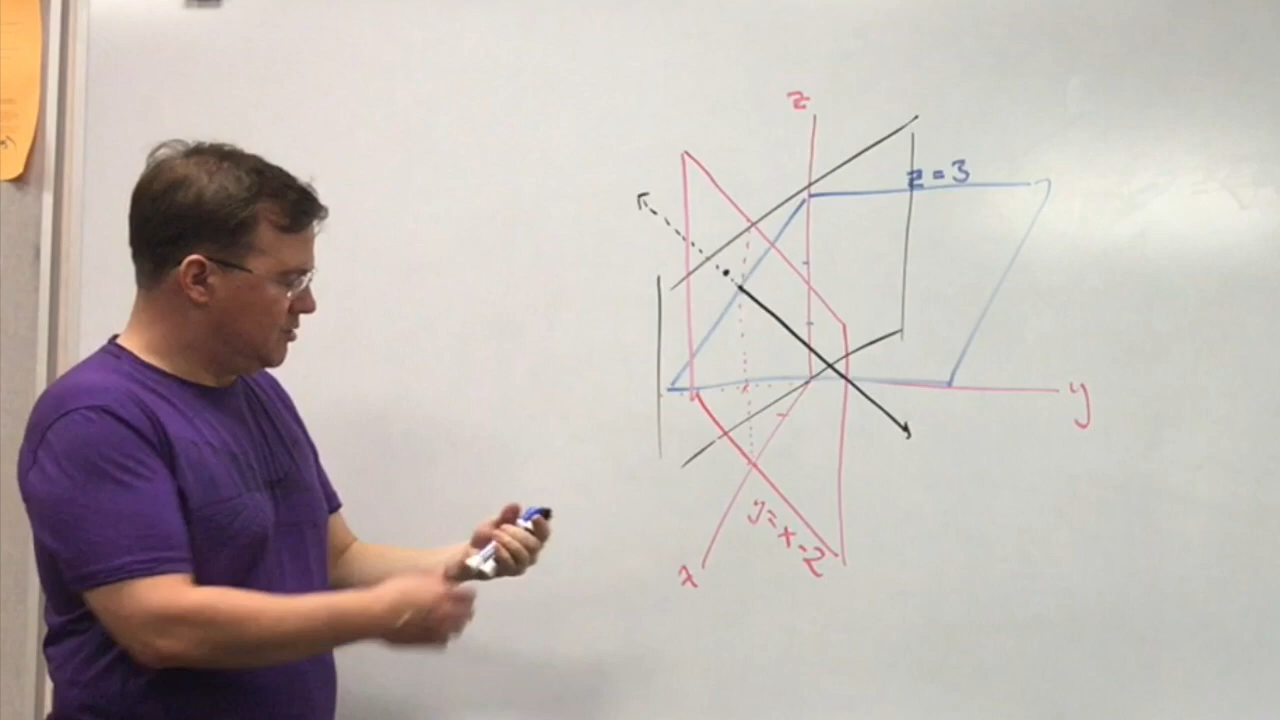 z
z = 3
y
y = x - 2
x